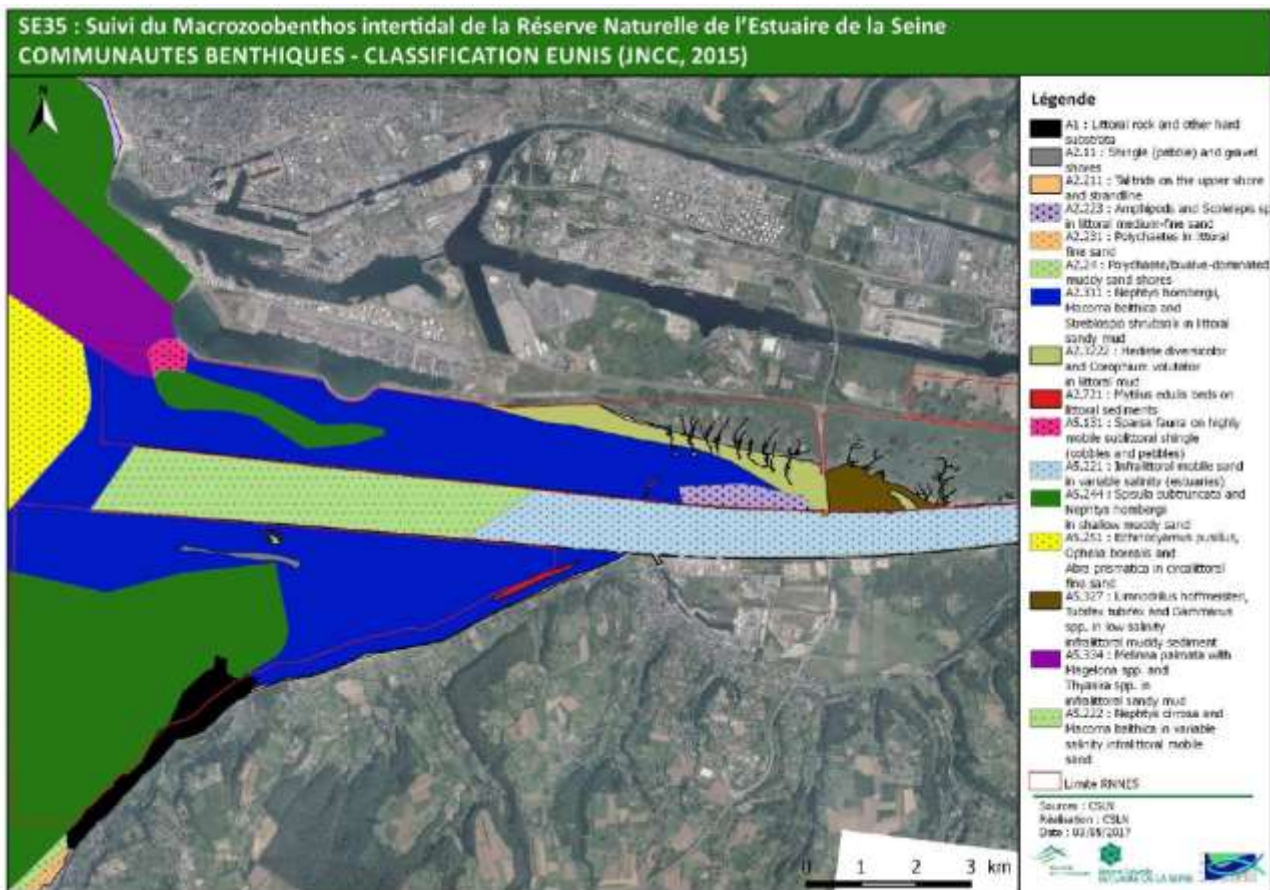 SE35 : Suivi du Macrozoobenthos intertidal de la Réserve Naturelle de l'Estuaire de la Seine
COMMUNAUTES BENTHIQUES - CLASSIFICATION EUNIS (JNCC, 2015)
N
Légende
A1 : Littoral rock and other hard
substrata
A2.11 : Shingle (pebble) and gravel
shores
A2.211 : Talitrids on the upper shore
and strandline
A2.223 : Amphipods and Scolelepis sp
in littoral medium-fine sand
A2.231 : Polychaetes in littoral
fine sand
A2.24 : Polychaete/bivalve-dominated
muddy sand shores
A2.311 : Nephtys hombergii,
Macoma balthica and
Streblospio shrubsolii in littoral
sandy mud
A2.3222 : Hediste diversicolor
and Corophium volutator
in littoral mud
A2.721 : Mytilus edulis beds on
littoral sediments
A5.131 : Sparse fauna on highly
mobile sublittoral shingle
(cobbles and pebbles)
A5.221 : Infralittoral mobile sand
in variable salinity (estuaries)
A5.244 : Spisula subtruncata and
Nephtys hombergii
in shallow muddy sand
A5.251 : Echinocyamus pusillus,
Ophelia borealis and
Abra prismatica in circalittoral
fine sand
A5.327 : Limnodrilus hoffmeisteri,
Tubifex tubifex and Gammarus
spp. in low salinity
infralittoral muddy sediment
A5.334 : Melinna palmata with
Magelona spp. and
Thyasira spp. in
infralittoral sandy mud
A5.222 : Nephtys cirrosa and
Macoma balthica in variable
salinity infralittoral mobile
sand
Limite RNNES
Sources : CSLN
Réalisation : CSLN
Date : 03/05/2017
ESTUAIRE DE LA SEINE
0 1 2 3 km